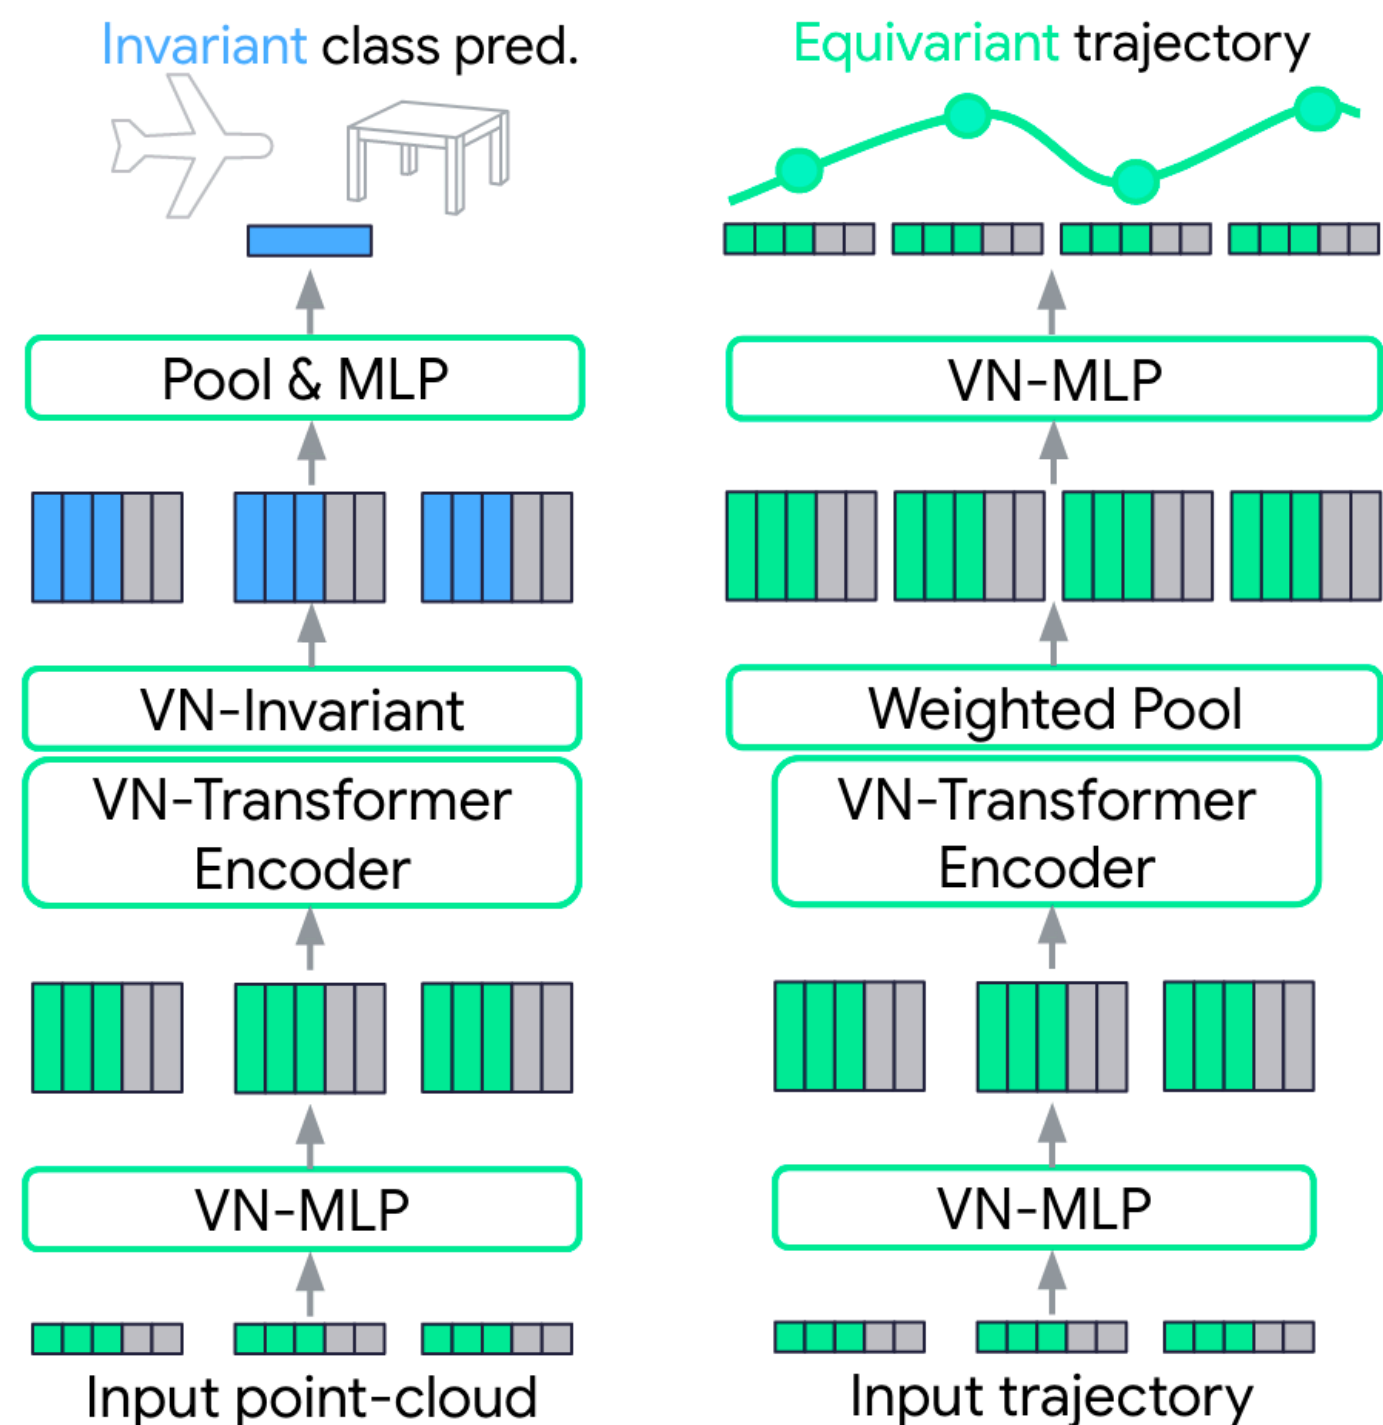 Invariant class pred.
Pool & MLP
VN-Invariant
VN-Transformer
Encoder
VN-MLP
Input point-cloud
Equivariant trajectory
VN-MLP
Weighted Pool
VN-Transformer
Encoder
VN-MLP
Input trajectory